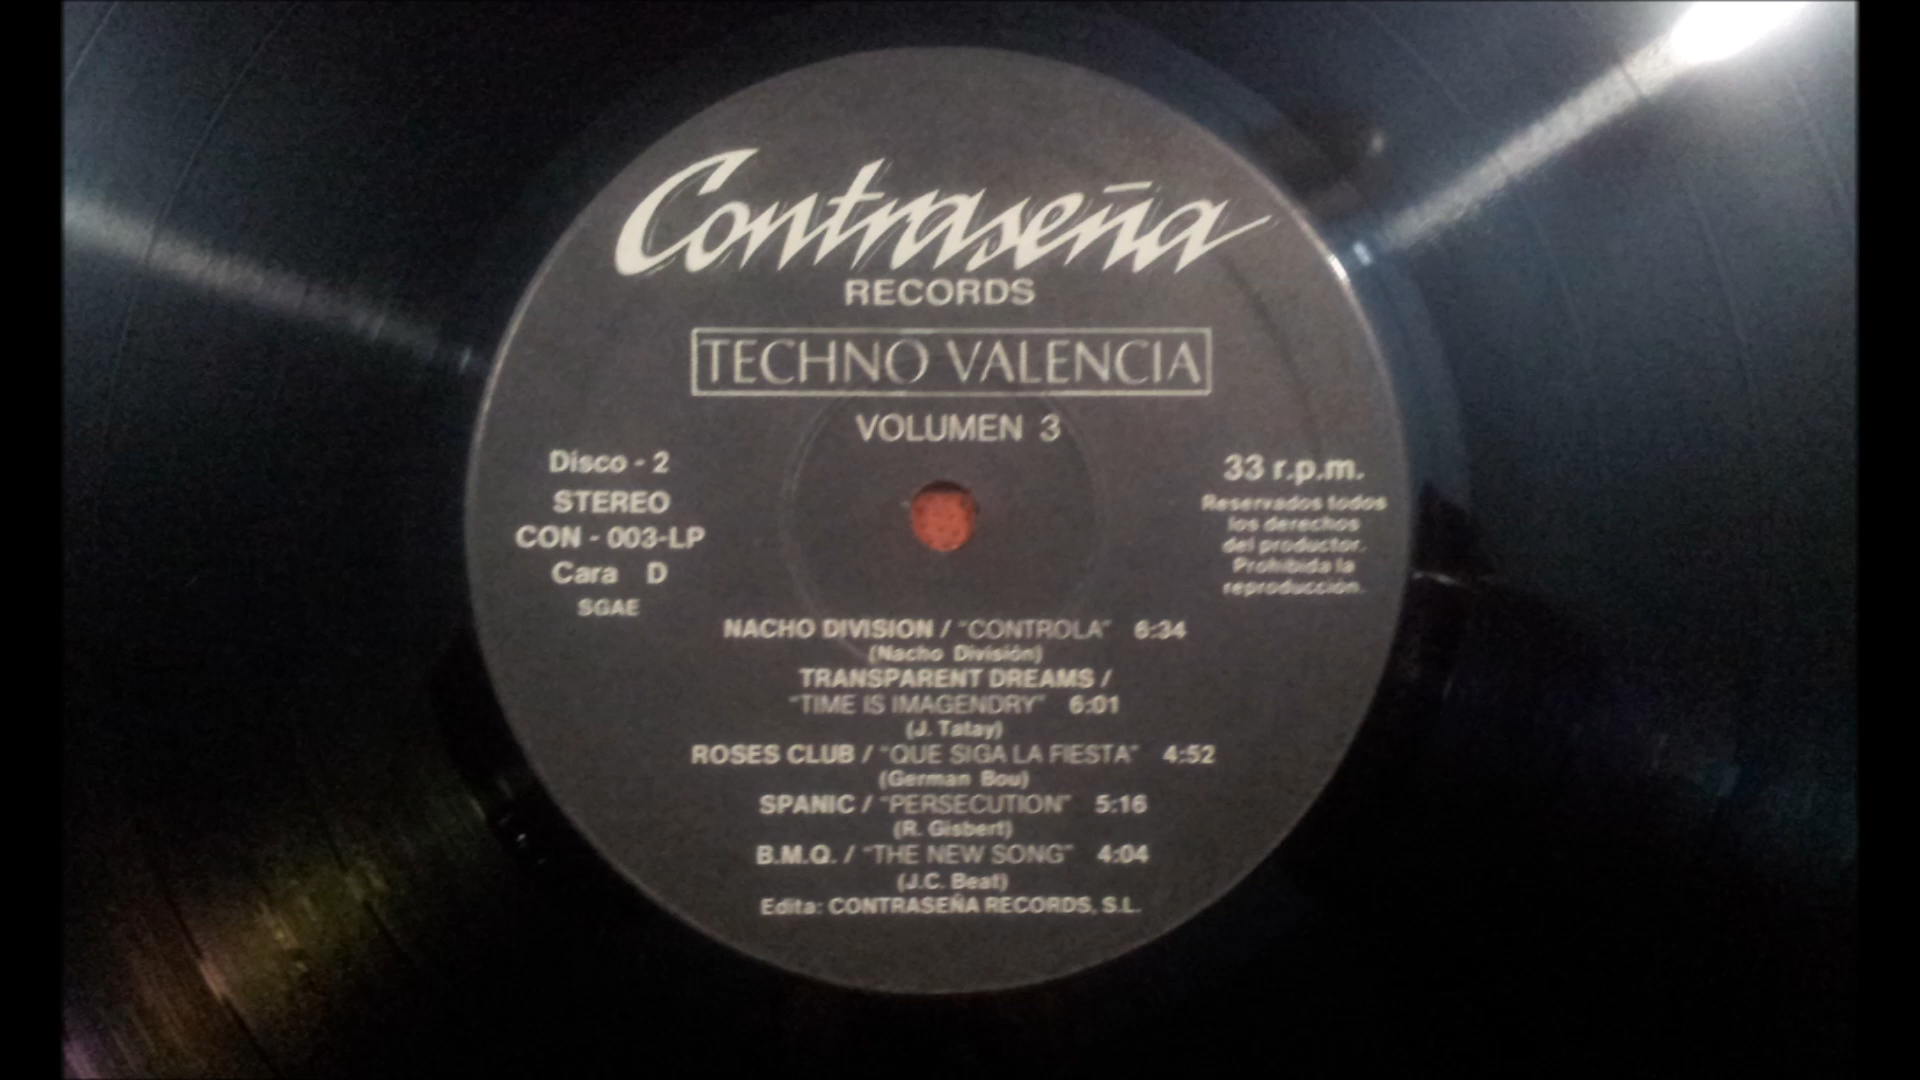 Contraseña
RECORDS
TECHNO VALENCIA
VOLUMEN 3
Disco - 2
STEREO
CON - 003-LP
Cara D
SGAE
33 r.p.m.
Reservados todos
los derechos
del productor.
Prohibida la
reproducción.
NACHO DIVISION / "CONTROLA" 6:34
(Nacho División)
TRANSPARENT DREAMS /
"TIME IS IMAGENDRY" 6:01
(J. Tatay)
ROSES CLUB / "QUE SIGA LA FIESTA" 4:52
(German Bou)
SPANIC / "PERSECUTION" 5:16
(R. Gisbert)
B.M.Q. / "THE NEW SONG" 4:04
(J.C. Beat)
Edita: CONTRASEÑA RECORDS, S.L.